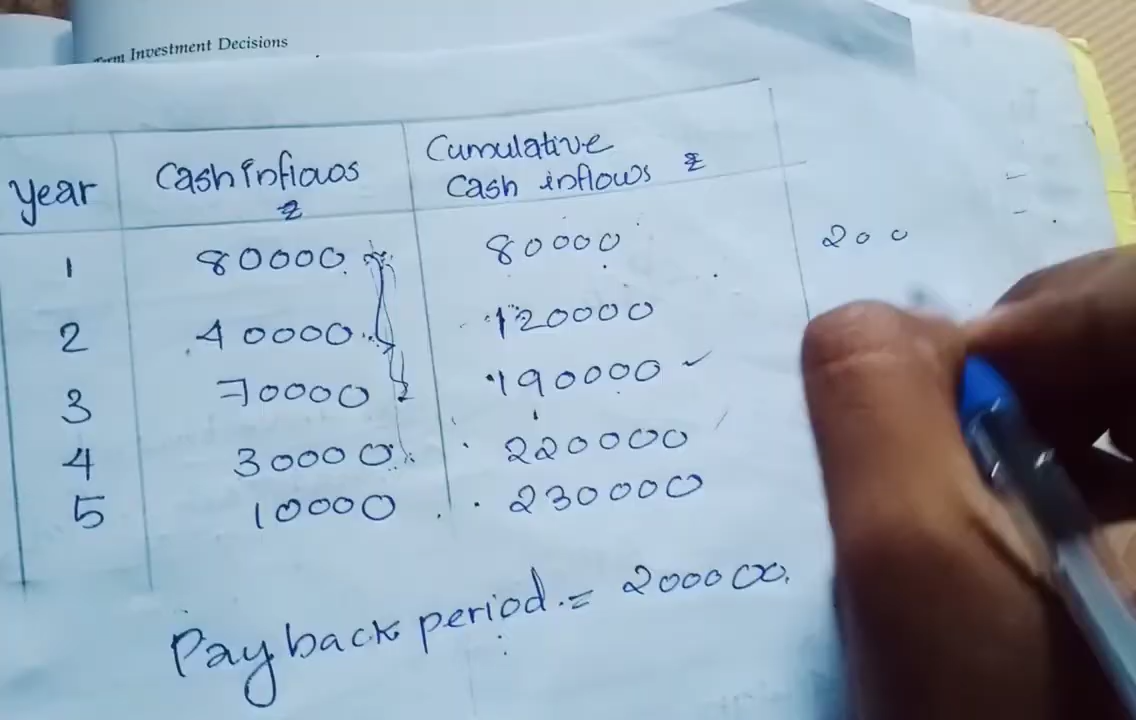 Investment Decisions
Year Cash inflows ₹ Cumulative Cash inflows ₹
1 80000 80000 200
2 40000 120000
3 70000 190000
4 30000 220000
5 10000 230000
Payback period = 200000